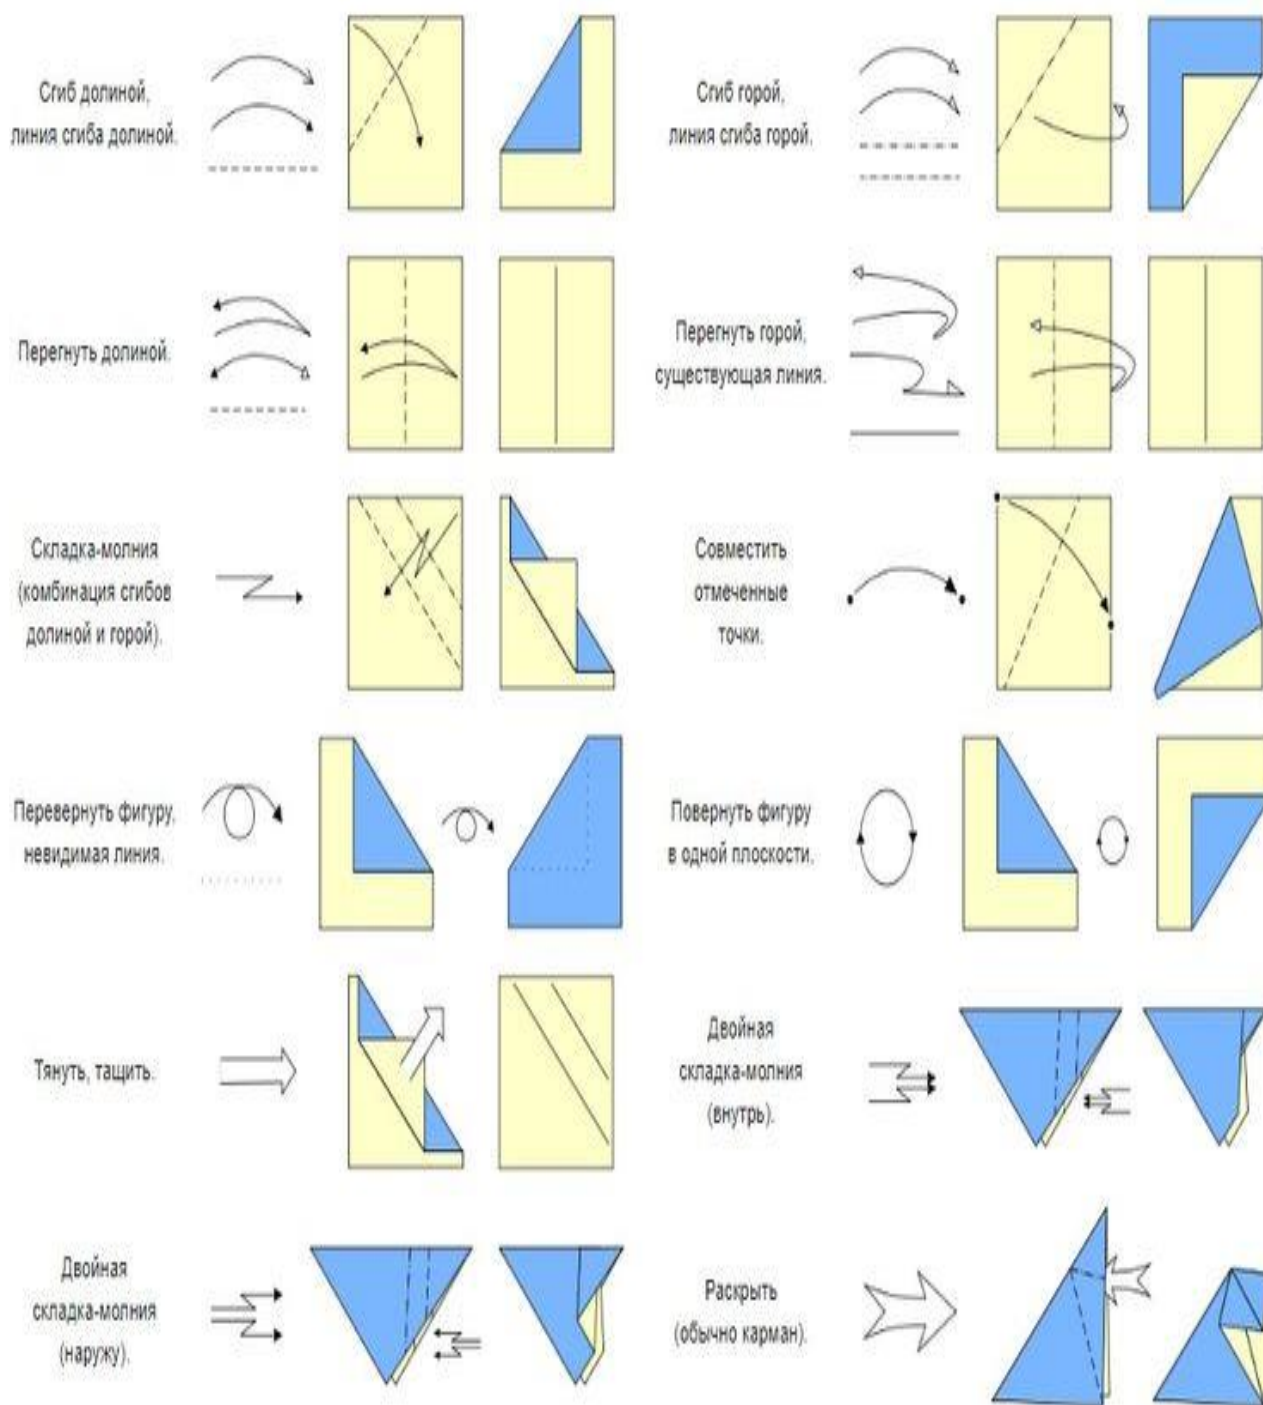 Сгиб долиной,
линия сгиба долиной.
Сгиб горой,
линия сгиба горой.
Перегнуть долиной.
Перегнуть горой,
существующая линия.
Складка-молния
(комбинация сгибов
долиной и горой).
Совместить
отмеченные
точки.
Перевернуть фигуру,
невидимая линия.
Повернуть фигуру
в одной плоскости.
Тянуть, тащить.
Двойная
складка-молния
(внутрь).
Двойная
складка-молния
(наружу).
Раскрыть
(обычно карман).